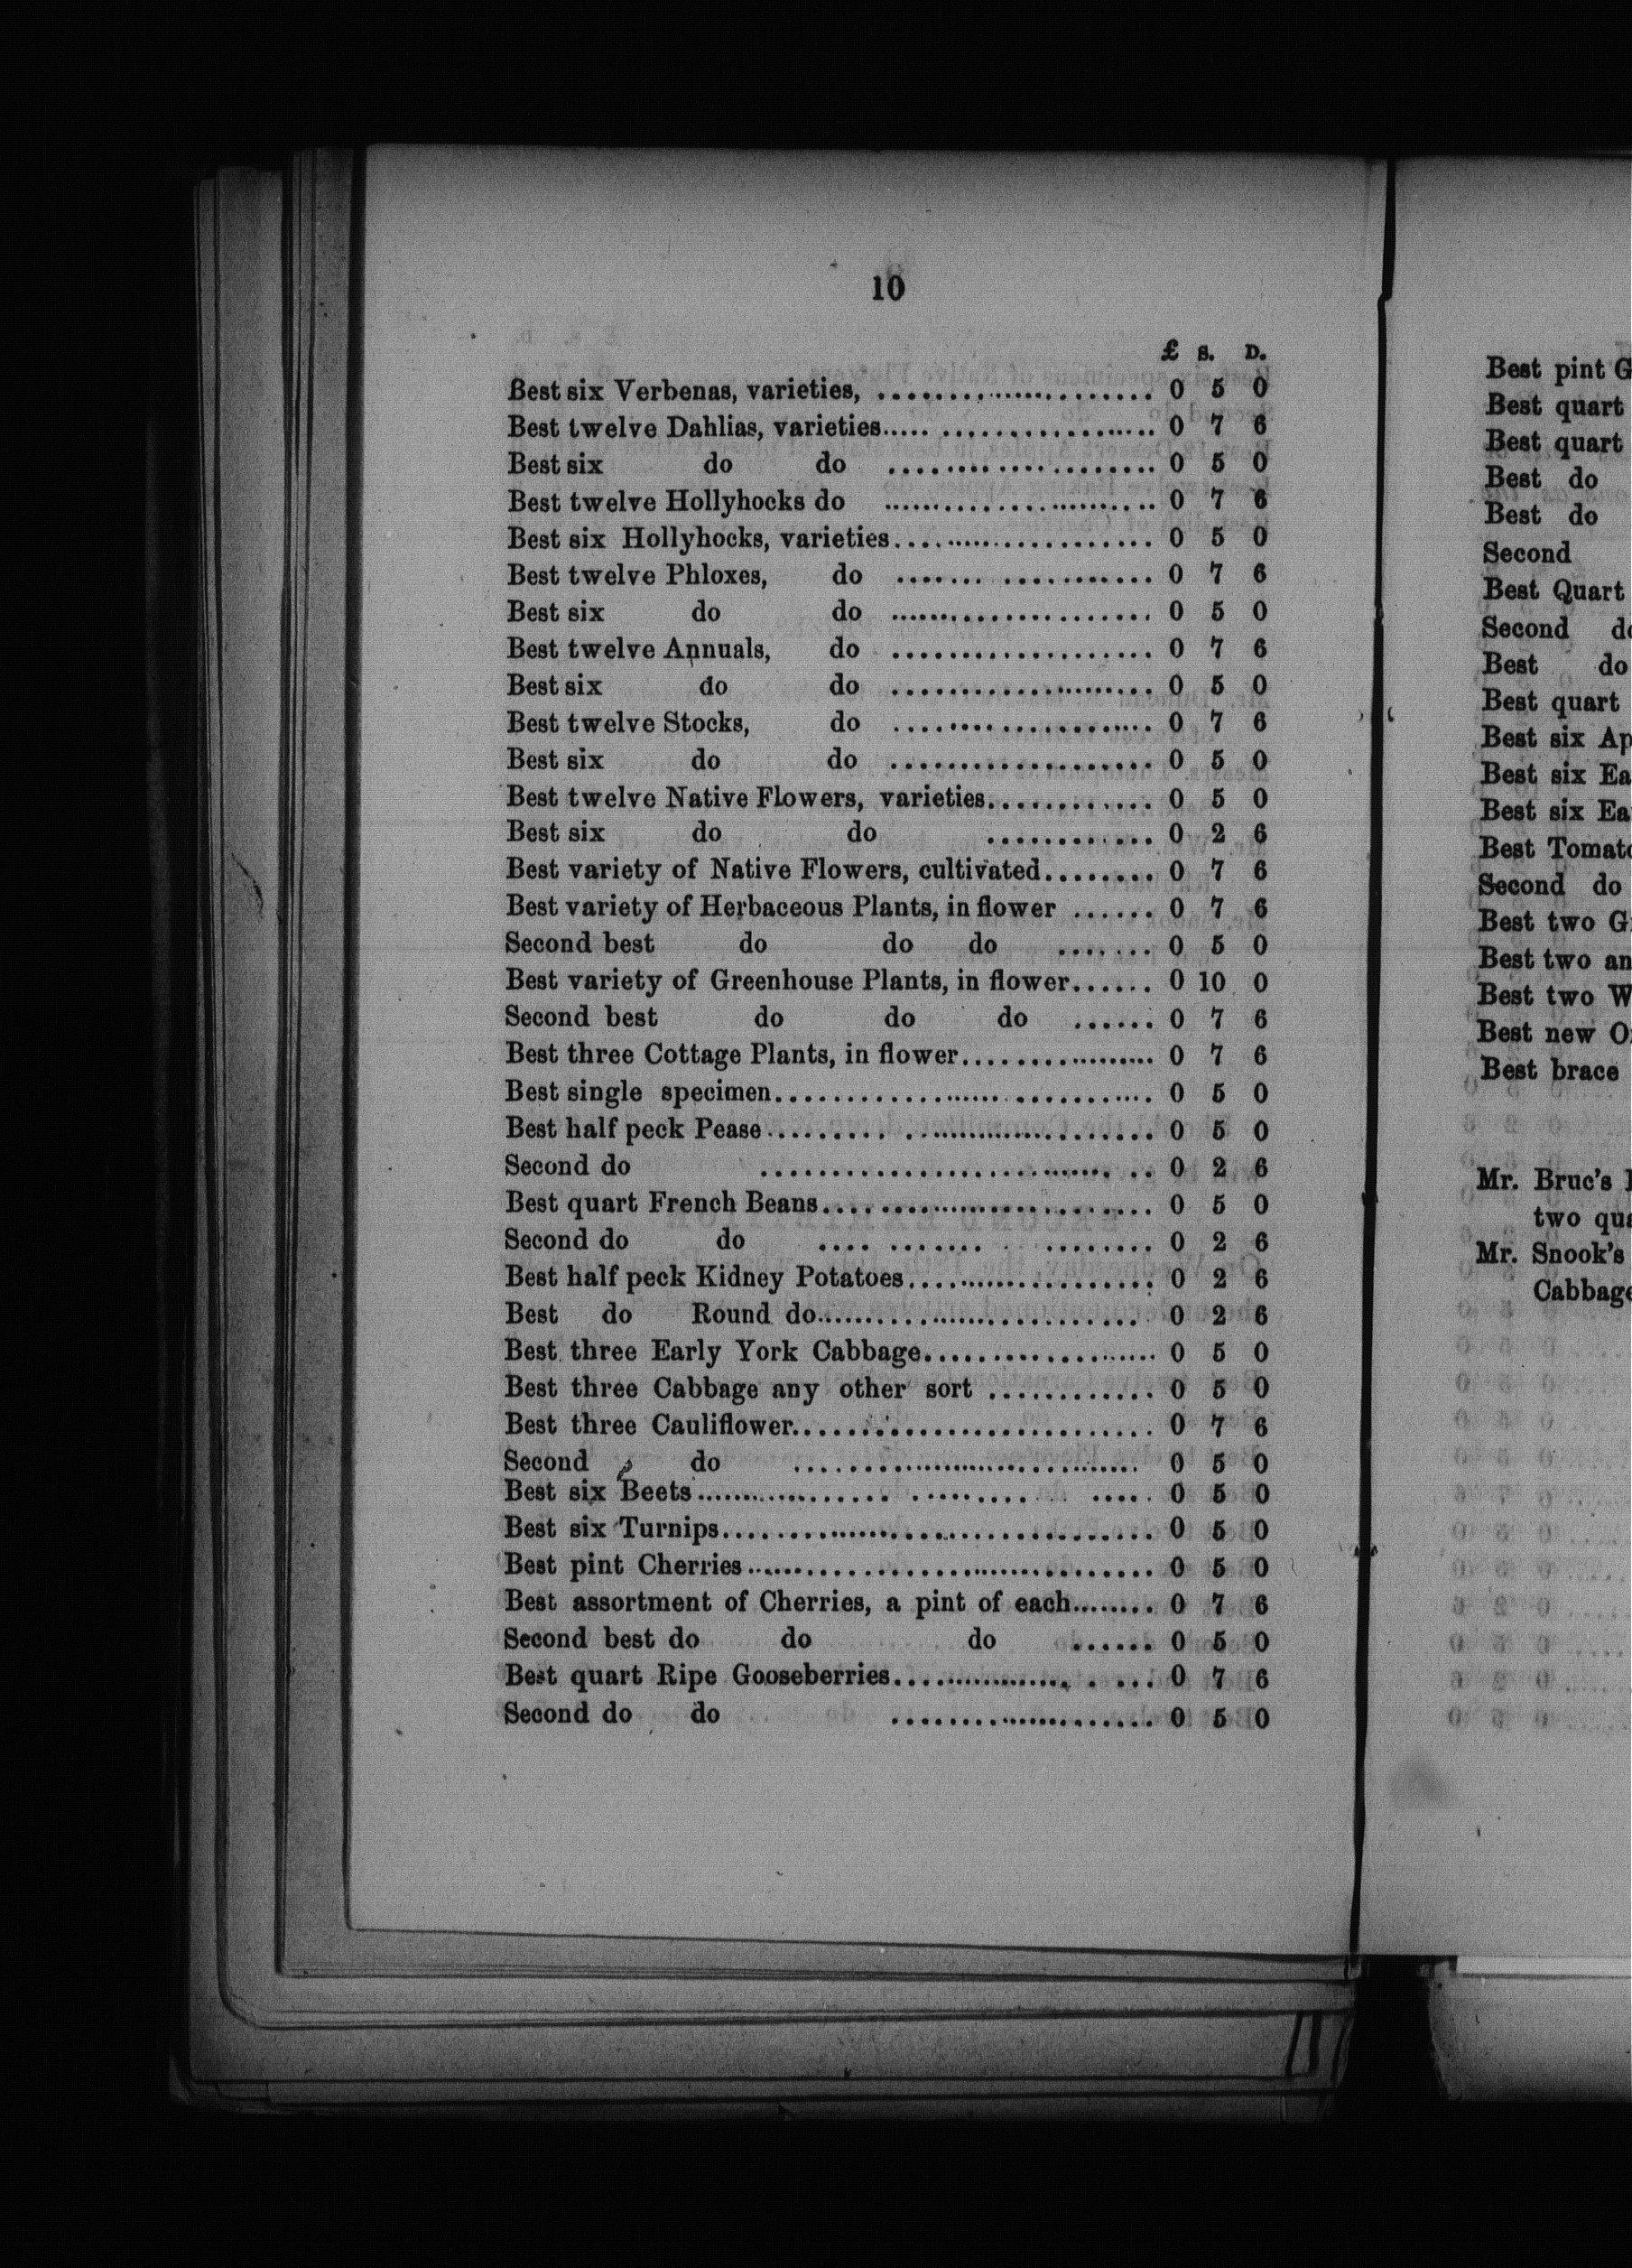 10
£ S. D.
Best six Verbenas, varieties, ........................ 0 5 0
Best twelve Dahlias, varieties..... .................. 0 7 6
Best six do do ........................ 0 5 0
Best twelve Hollyhocks do ........................ 0 7 6
Best six Hollyhocks, varieties........................ 0 5 0
Best twelve Phloxes, do ....... ............ 0 7 6
Best six do do ........................ 0 5 0
Best twelve Annuals, do ................... 0 7 6
Best six do do ..................... 0 5 0
Best twelve Stocks, do ..................... 0 7 6
Best six do do ................... 0 5 0
Best twelve Native Flowers, varieties............ 0 5 0
Best six do do ............ 0 2 6
Best variety of Native Flowers, cultivated........ 0 7 6
Best variety of Herbaceous Plants, in flower ...... 0 7 6
Second best do do do ....... 0 5 0
Best variety of Greenhouse Plants, in flower...... 0 10 0
Second best do do do ...... 0 7 6
Best three Cottage Plants, in flower................. 0 7 6
Best single specimen.................. ........... 0 5 0
Best half peck Pease......... ...................... 0 5 0
Second do ........................... .. 0 2 6
Best quart French Beans.... ...................... 0 5 0
Second do do .... ....... ........ 0 2 6
Best half peck Kidney Potatoes.................... 0 2 6
Best do Round do........................... 0 2 6
Best three Early York Cabbage.................... 0 5 0
Best three Cabbage any other sort ............ 0 5 0
Best three Cauliflower........................... 0 7 6
Second do ............................ 0 5 0
Best six Beets.................. .......... ..... 0 5 0
Best six Turnips.................................. 0 5 0
Best pint Cherries................................ 0 5 0
Best assortment of Cherries, a pint of each........ 0 7 6
Second best do do do ...... 0 5 0
Best quart Ripe Gooseberries................. . ... 0 7 6
Second do do ........................ 0 5 0
Best pint G
Best quart
Best quart
Best do
Best do
Second
Best Quart
Second do
Best do
Best quart
Best six Ap
Best six Ea
Best six Ea
Best Tomato
Second do
Best two G
Best two an
Best two W
Best new O
Best brace
Mr. Bruc's
two qua
Mr. Snook's
Cabbage